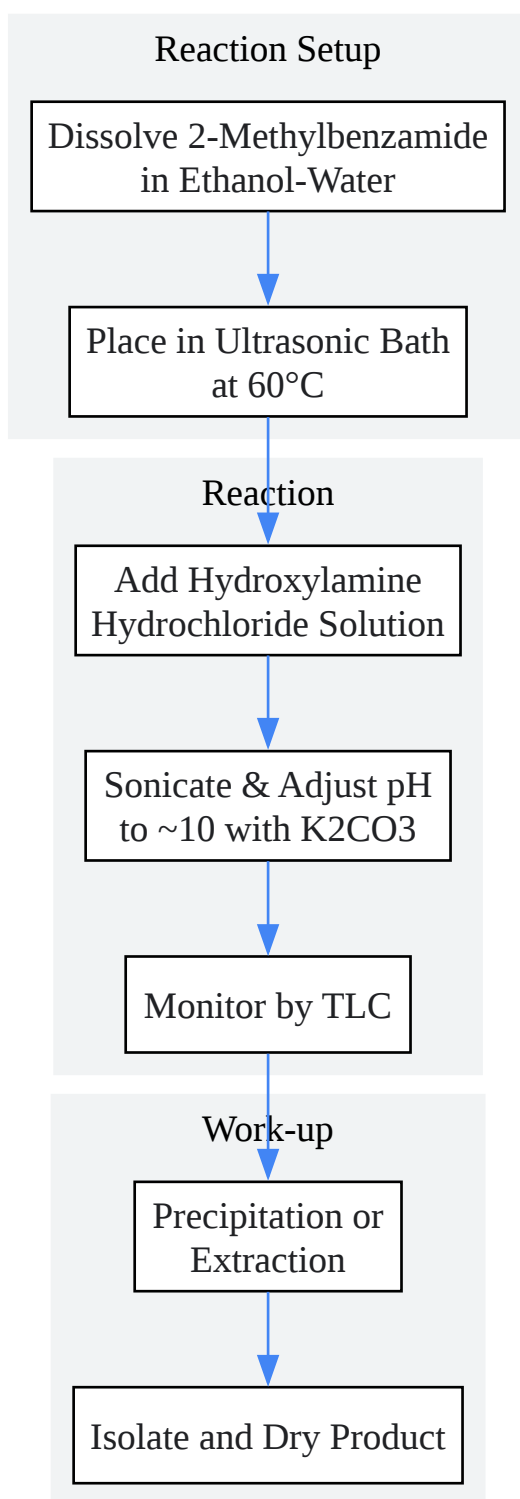 Reaction Setup
Dissolve 2-Methylbenzamide
in Ethanol-Water
Place in Ultrasonic Bath
at 60°C
Reaction
Add Hydroxylamine
Hydrochloride Solution
Sonicate & Adjust pH
to ~10 with K2CO3
Monitor by TLC
Work-up
Precipitation or
Extraction
Isolate and Dry Product